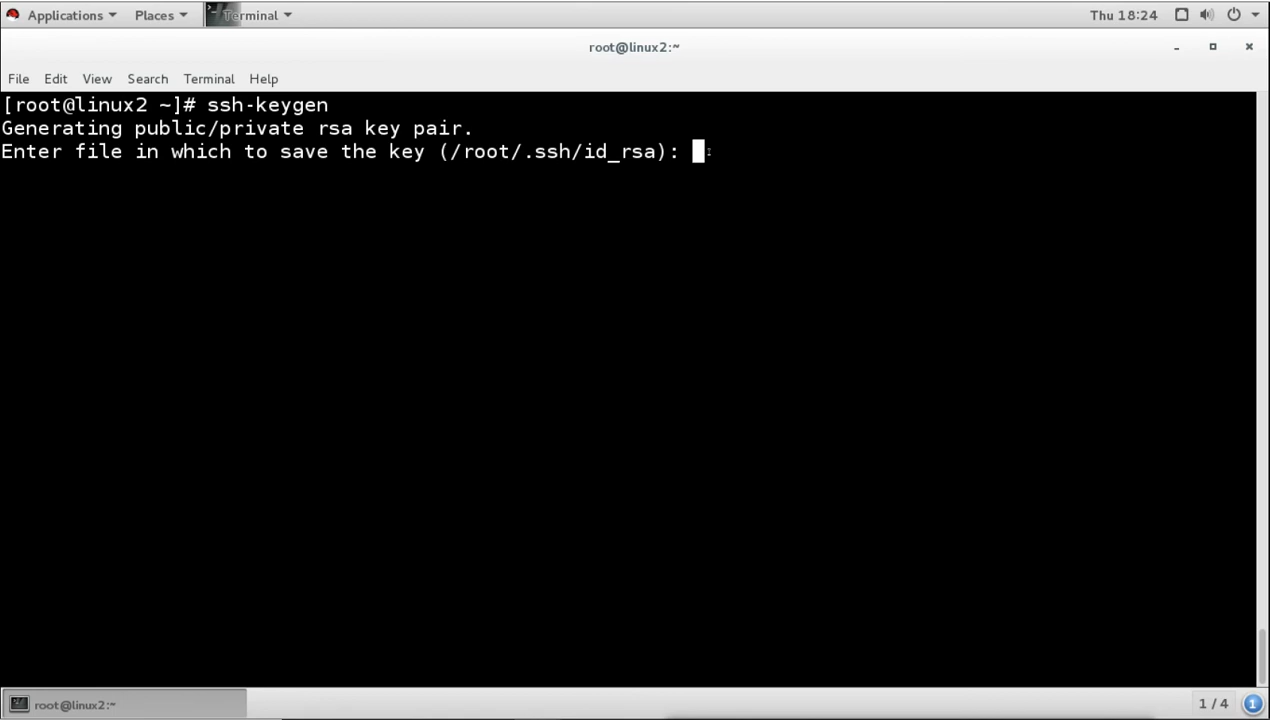 Applications Places Terminal Thu 18:24
root@linux2:~
File Edit View Search Terminal Help
[root@linux2 ~]# ssh-keygen
Generating public/private rsa key pair.
Enter file in which to save the key (/root/.ssh/id_rsa):
root@linux2:~ 1 / 4 1